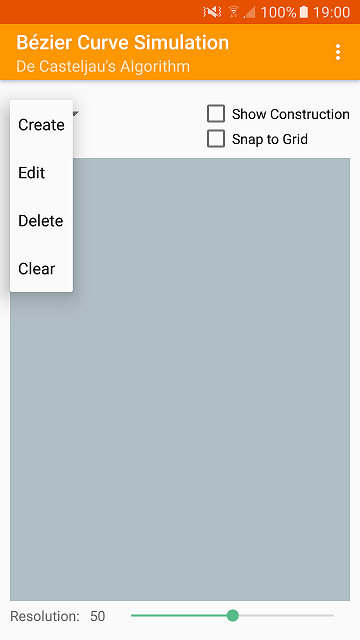 100% 19:00
Bézier Curve Simulation
De Casteljau's Algorithm
Show Construction
Snap to Grid
Create
Edit
Delete
Clear
Resolution: 50